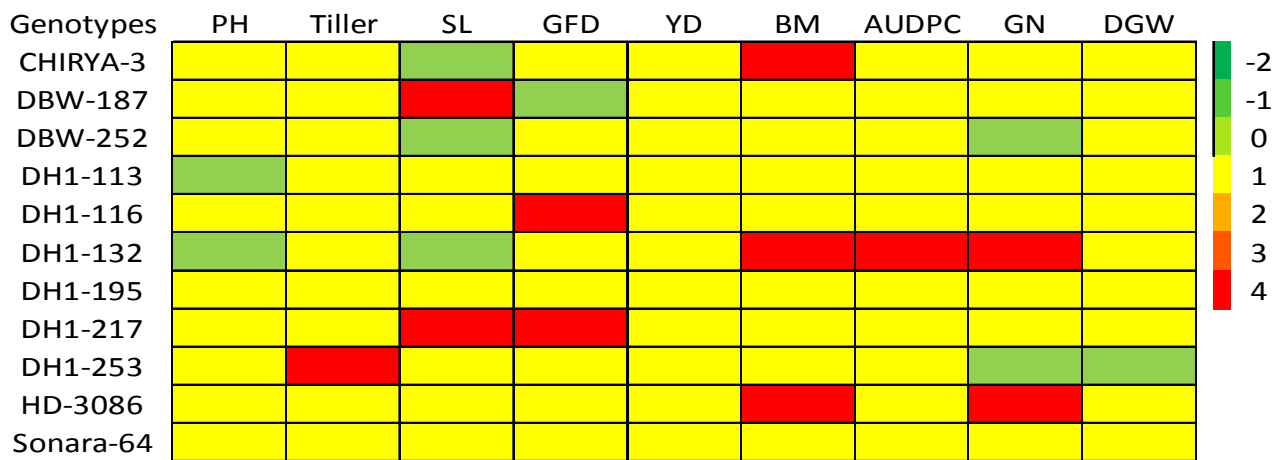 Genotypes PH Tiller SL GFD YD BM AUDPC GN DGW
CHIRYA-3
DBW-187
DBW-252
DH1-113
DH1-116
DH1-132
DH1-195
DH1-217
DH1-253
HD-3086
Sonara-64
-2
-1
0
1
2
3
4